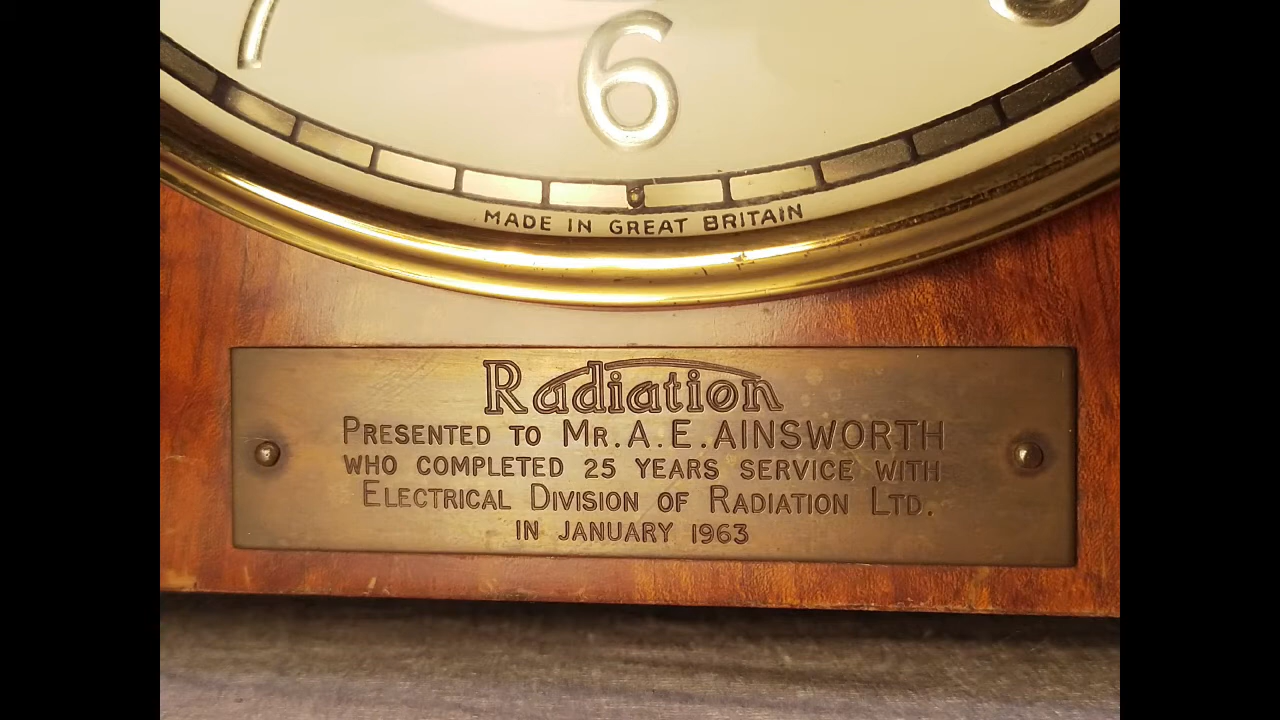 7
6
MADE IN GREAT BRITAIN
Radiation
PRESENTED TO MR. A. E. AINSWORTH
WHO COMPLETED 25 YEARS SERVICE WITH
ELECTRICAL DIVISION OF RADIATION LTD.
IN JANUARY 1963